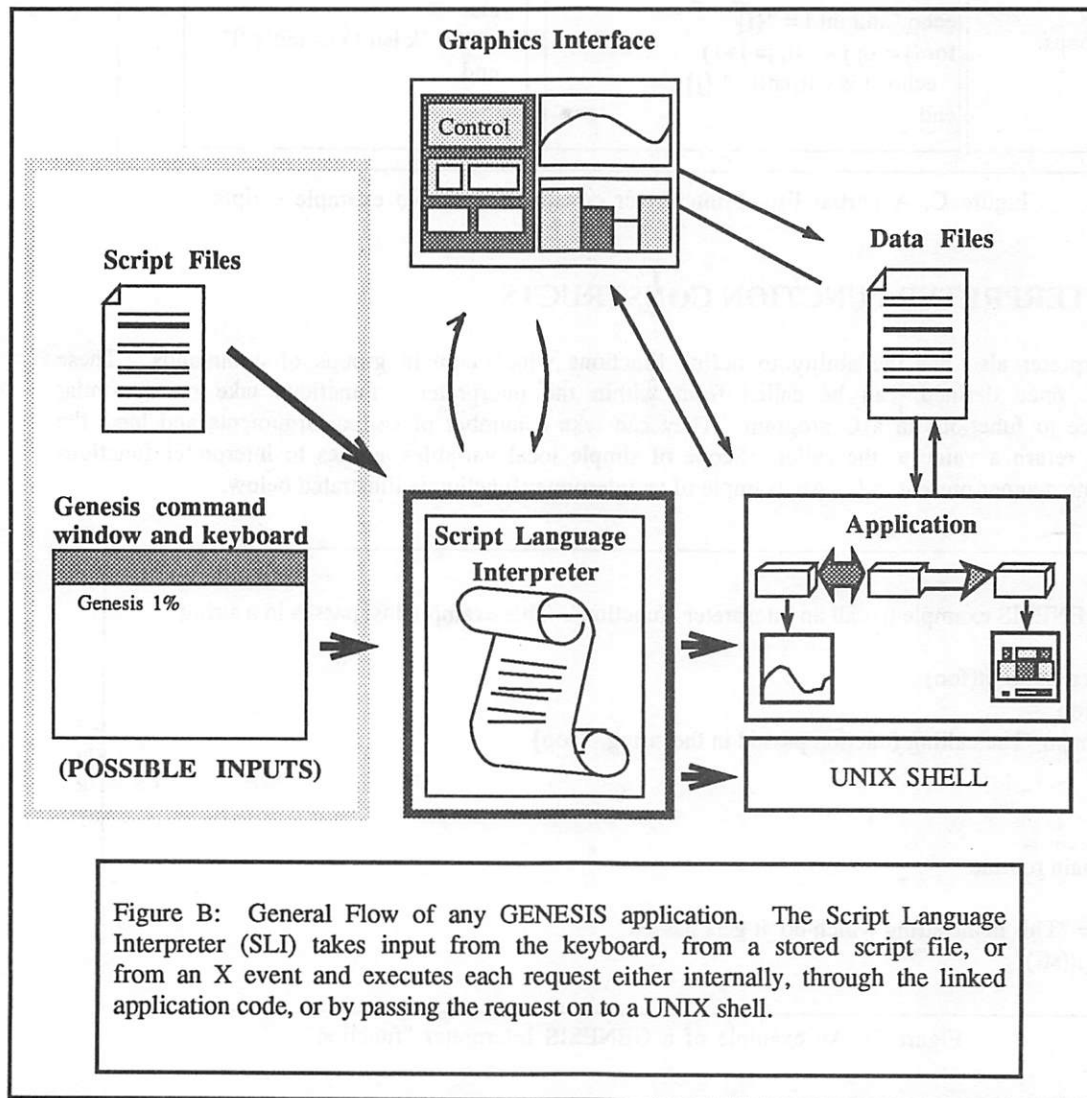 Graphics Interface
Control
Script Files
Data Files
Genesis command
window and keyboard
Genesis 1%
(POSSIBLE INPUTS)
Script Language
Interpreter
Application
UNIX SHELL
Figure B: General Flow of any GENESIS application. The Script Language
Interpreter (SLI) takes input from the keyboard, from a stored script file, or
from an X event and executes each request either internally, through the linked
application code, or by passing the request on to a UNIX shell.